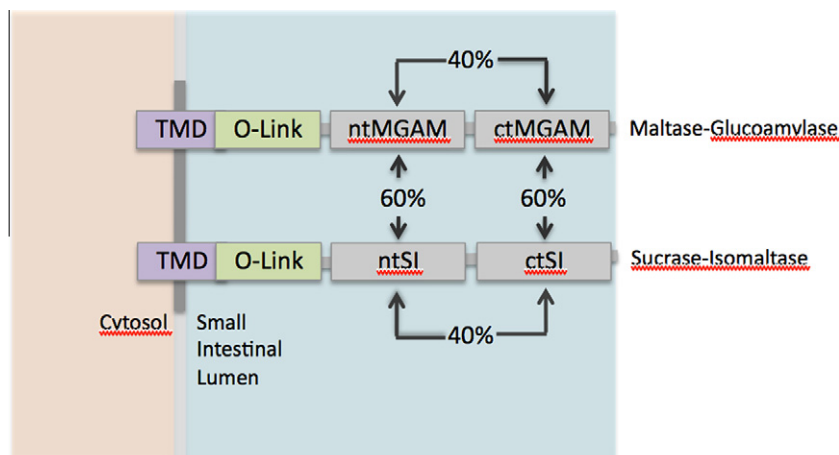 40%
TMD O-Link ntMGAM ctMGAM Maltase-Glucoamylase
60% 60%
TMD O-Link ntSI ctSI Sucrase-Isomaltase
Cytosol Small
Intestinal
Lumen
40%